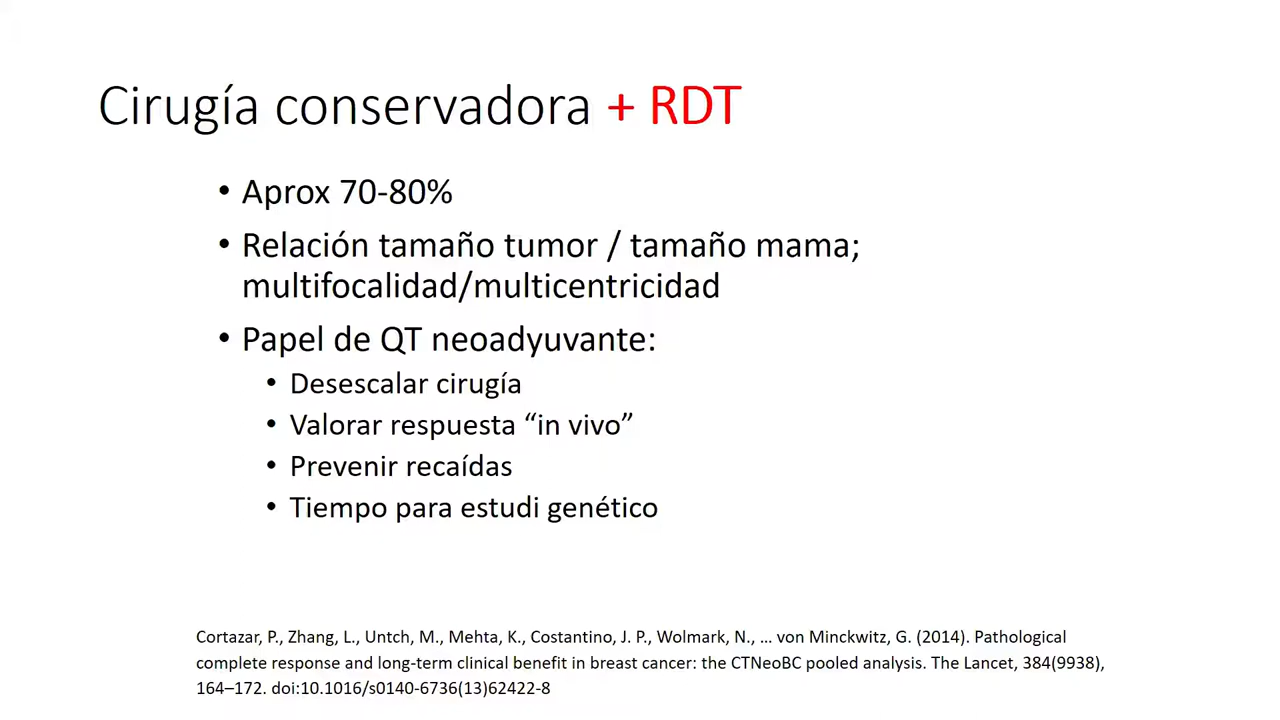 Cirugía conservadora + RDT
• Aprox 70-80%
• Relación tamaño tumor / tamaño mama;
multifocalidad/multicentricidad
• Papel de QT neoadyuvante:
• Desescalar cirugía
• Valorar respuesta “in vivo”
• Prevenir recaídas
• Tiempo para estudi genético
Cortazar, P., Zhang, L., Untch, M., Mehta, K., Costantino, J. P., Wolmark, N., … von Minckwitz, G. (2014). Pathological
complete response and long-term clinical benefit in breast cancer: the CTNeoBC pooled analysis. The Lancet, 384(9938),
164–172. doi:10.1016/s0140-6736(13)62422-8